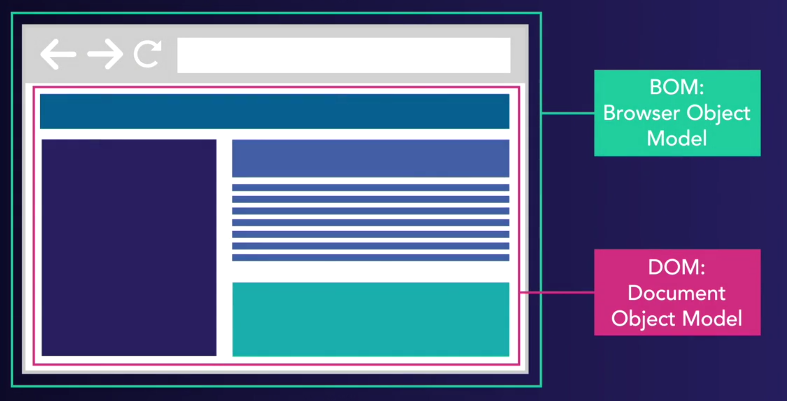 BOM:
Browser Object
Model
DOM:
Document
Object Model